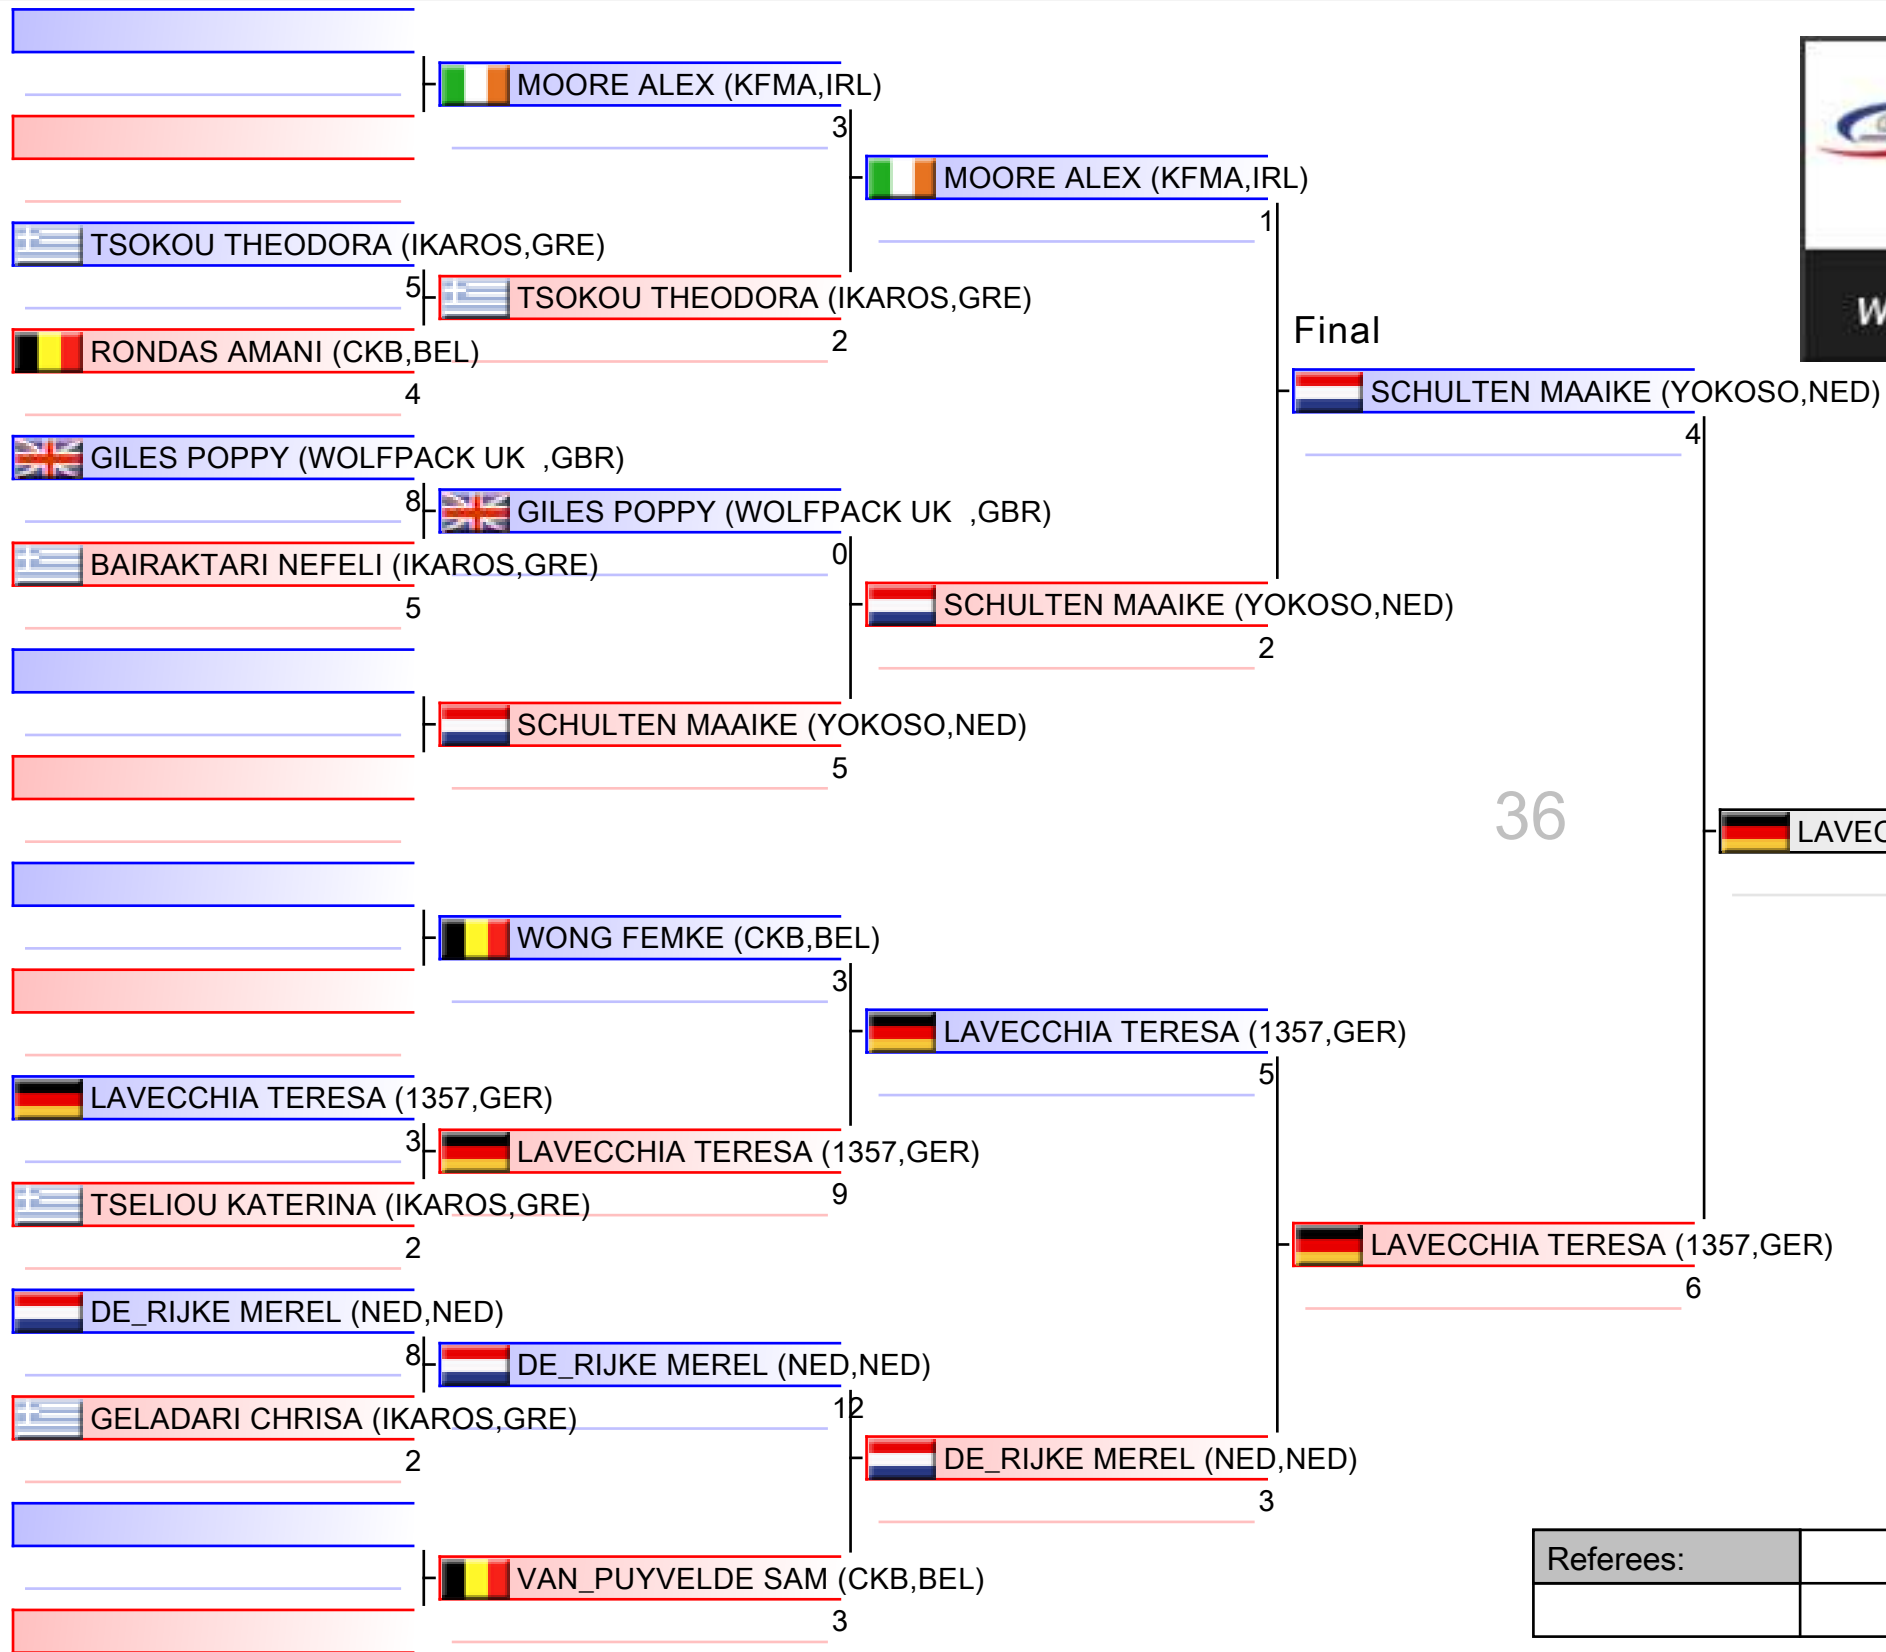 MOORE ALEX (KFMA,IRL)
3
MOORE ALEX (KFMA,IRL)
1
TSOKOU THEODORA (IKAROS,GRE)
5
TSOKOU THEODORA (IKAROS,GRE)
2
RONDAS AMANI (CKB,BEL)
4
Final
SCHULTEN MAAIKE (YOKOSO,NED)
4
GILES POPPY (WOLFPACK UK ,GBR)
8
GILES POPPY (WOLFPACK UK ,GBR)
0
BAIRAKTARI NEFELI (IKAROS,GRE)
5
SCHULTEN MAAIKE (YOKOSO,NED)
2
SCHULTEN MAAIKE (YOKOSO,NED)
5
36
WONG FEMKE (CKB,BEL)
3
LAVECCHIA TERESA (1357,GER)
5
LAVECCHIA TERESA (1357,GER)
3
LAVECCHIA TERESA (1357,GER)
9
TSELIOU KATERINA (IKAROS,GRE)
2
LAVECCHIA TERESA (1357,GER)
6
DE_RIJKE MEREL (NED,NED)
8
DE_RIJKE MEREL (NED,NED)
12
GELADARI CHRISA (IKAROS,GRE)
2
DE_RIJKE MEREL (NED,NED)
3
VAN_PUYVELDE SAM (CKB,BEL)
3
Referees: